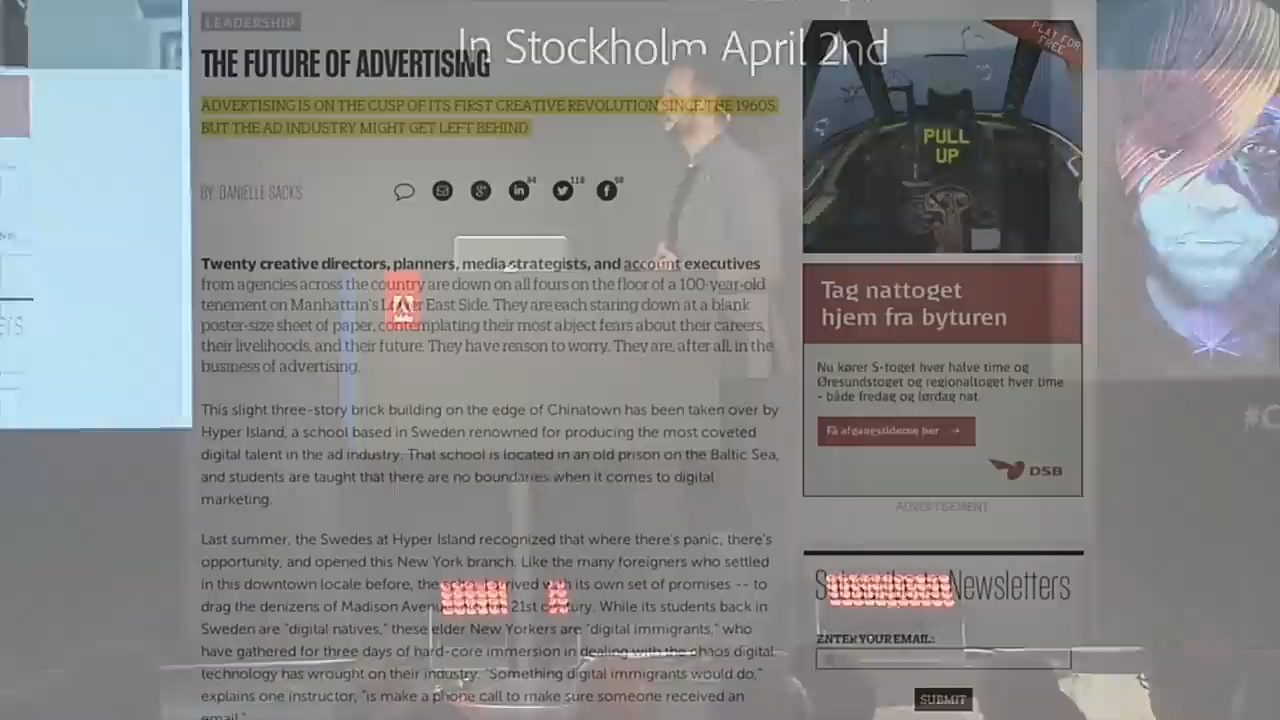 LEADERSHIP
In Stockholm April 2nd
THE FUTURE OF ADVERTISING
ADVERTISING IS ON THE CUSP OF ITS FIRST CREATIVE REVOLUTION SINCE THE 1960S.
BUT THE AD INDUSTRY MIGHT GET LEFT BEHIND
BY: DANIELLE SACKS
84
118
98
Twenty creative directors, planners, media strategists, and account executives
from agencies across the country are down on all fours on the floor of a 100-year-old
tenement on Manhattan's Lower East Side. They are each staring down at a blank
poster-size sheet of paper, contemplating their most abject fears about their careers,
their livelihoods, and their future. They have reason to worry. They are, after all, in the
business of advertising.
This slight three-story brick building on the edge of Chinatown has been taken over by
Hyper Island, a school based in Sweden renowned for producing the most coveted
digital talent in the ad industry. That school is located in an old prison on the Baltic Sea,
and students are taught that there are no boundaries when it comes to digital
marketing.
Last summer, the Swedes at Hyper Island recognized that where there's panic, there's
opportunity, and opened this New York branch. Like the many foreigners who settled
in this downtown locale before, the arrived with its own set of promises -- to
drag the denizens of Madison Avenue 21st century. While its students back in
Sweden are "digital natives," these elder New Yorkers are "digital immigrants," who
have gathered for three days of hard-core immersion in dealing with the chaos digital
technology has wrought on their industry. "Something digital immigrants would do,"
explains one instructor, "is make a phone call to make sure someone received an
email."
PLAY FOR
FREE
PULL
UP
Tag nattoget
hjem fra byturen
Nu kører S-toget hver halve time og
Øresundstoget og regionaltoget hver time
- både fredag og lørdag nat.
Få afgangstiderne her →
DSB
ADVERTISEMENT
Subscribe to Newsletters
ENTER YOUR EMAIL:
SUBMIT